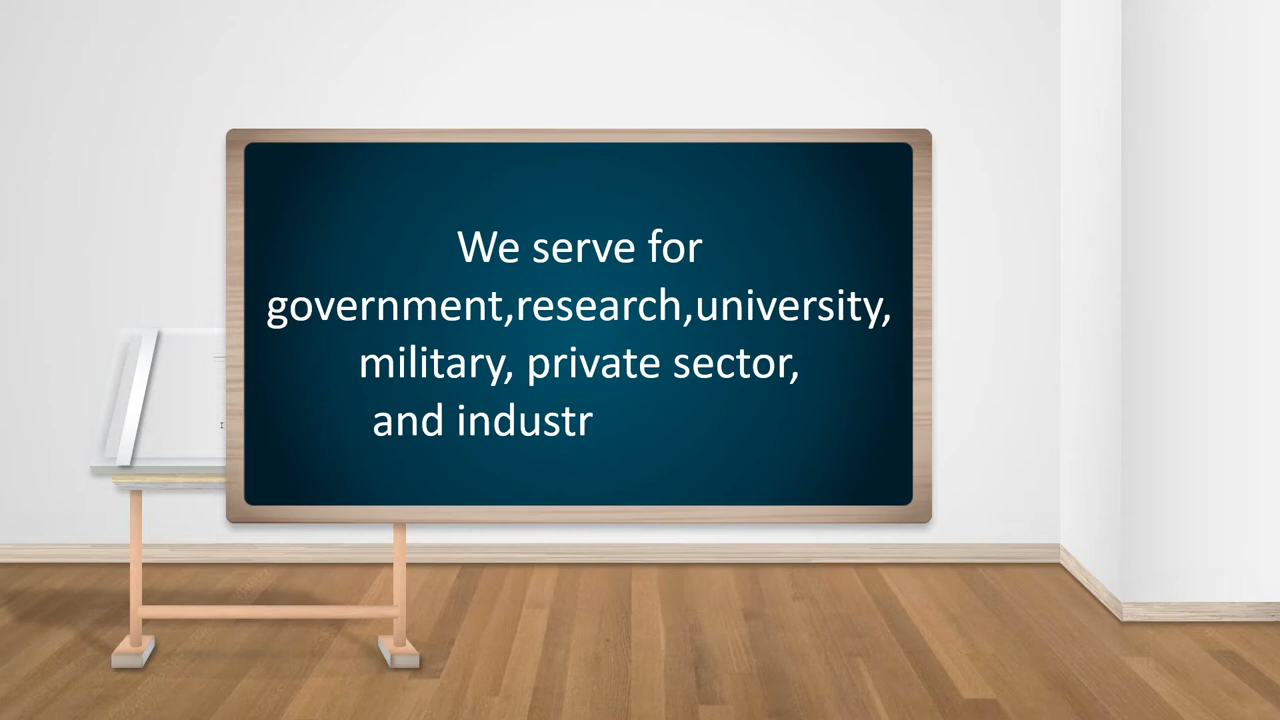 We serve for
government,research,university,
military, private sector,
and industr